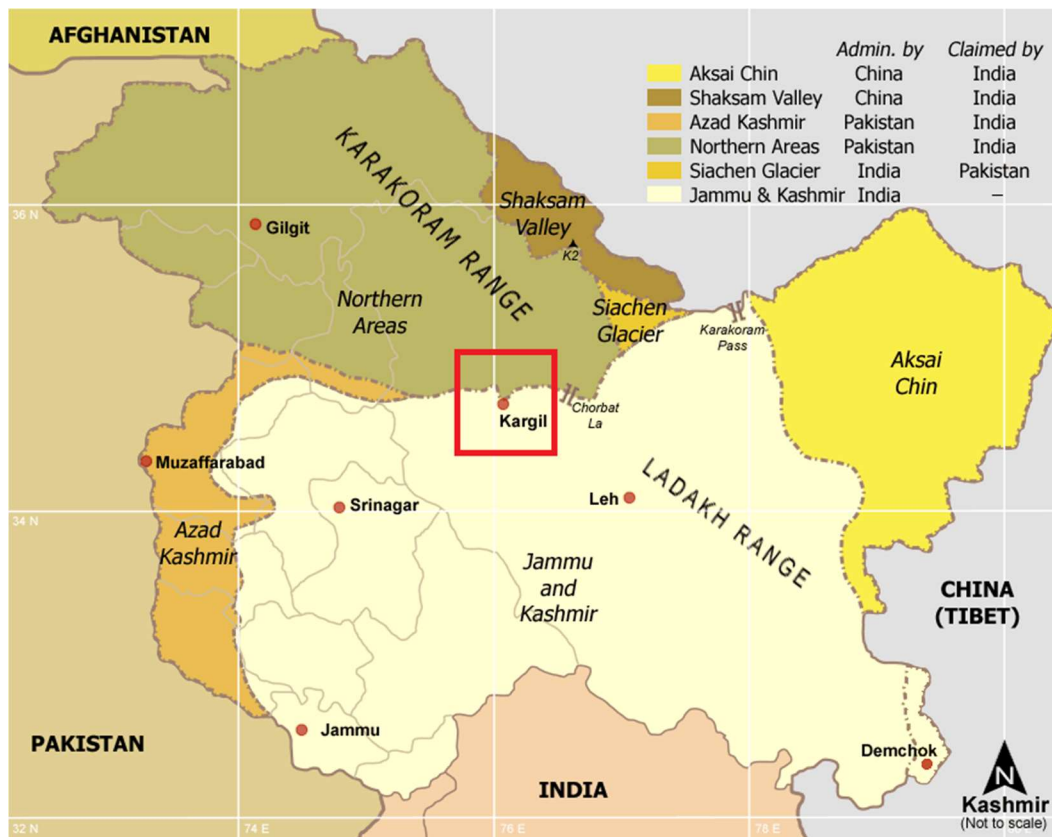 AFGHANISTAN
Admin. by Claimed by
Aksai Chin China India
Shaksam Valley China India
Azad Kashmir Pakistan India
Northern Areas Pakistan India
Siachen Glacier India Pakistan
Jammu & Kashmir India –
KARAKORAM RANGE
36 N
Shaksam
Valley
K2
Gilgit
Northern
Areas
Siachen
Glacier
Karakoram
Pass
Aksai
Chin
Kargil
Chorbat
La
Muzaffarabad
Srinagar
Leh
LADAKH RANGE
34 N
Azad
Kashmir
Jammu
and
Kashmir
CHINA
(TIBET)
PAKISTAN
Jammu
Demchok
INDIA
N
Kashmir
(Not to scale)
32 N
74 E
76 E
78 E